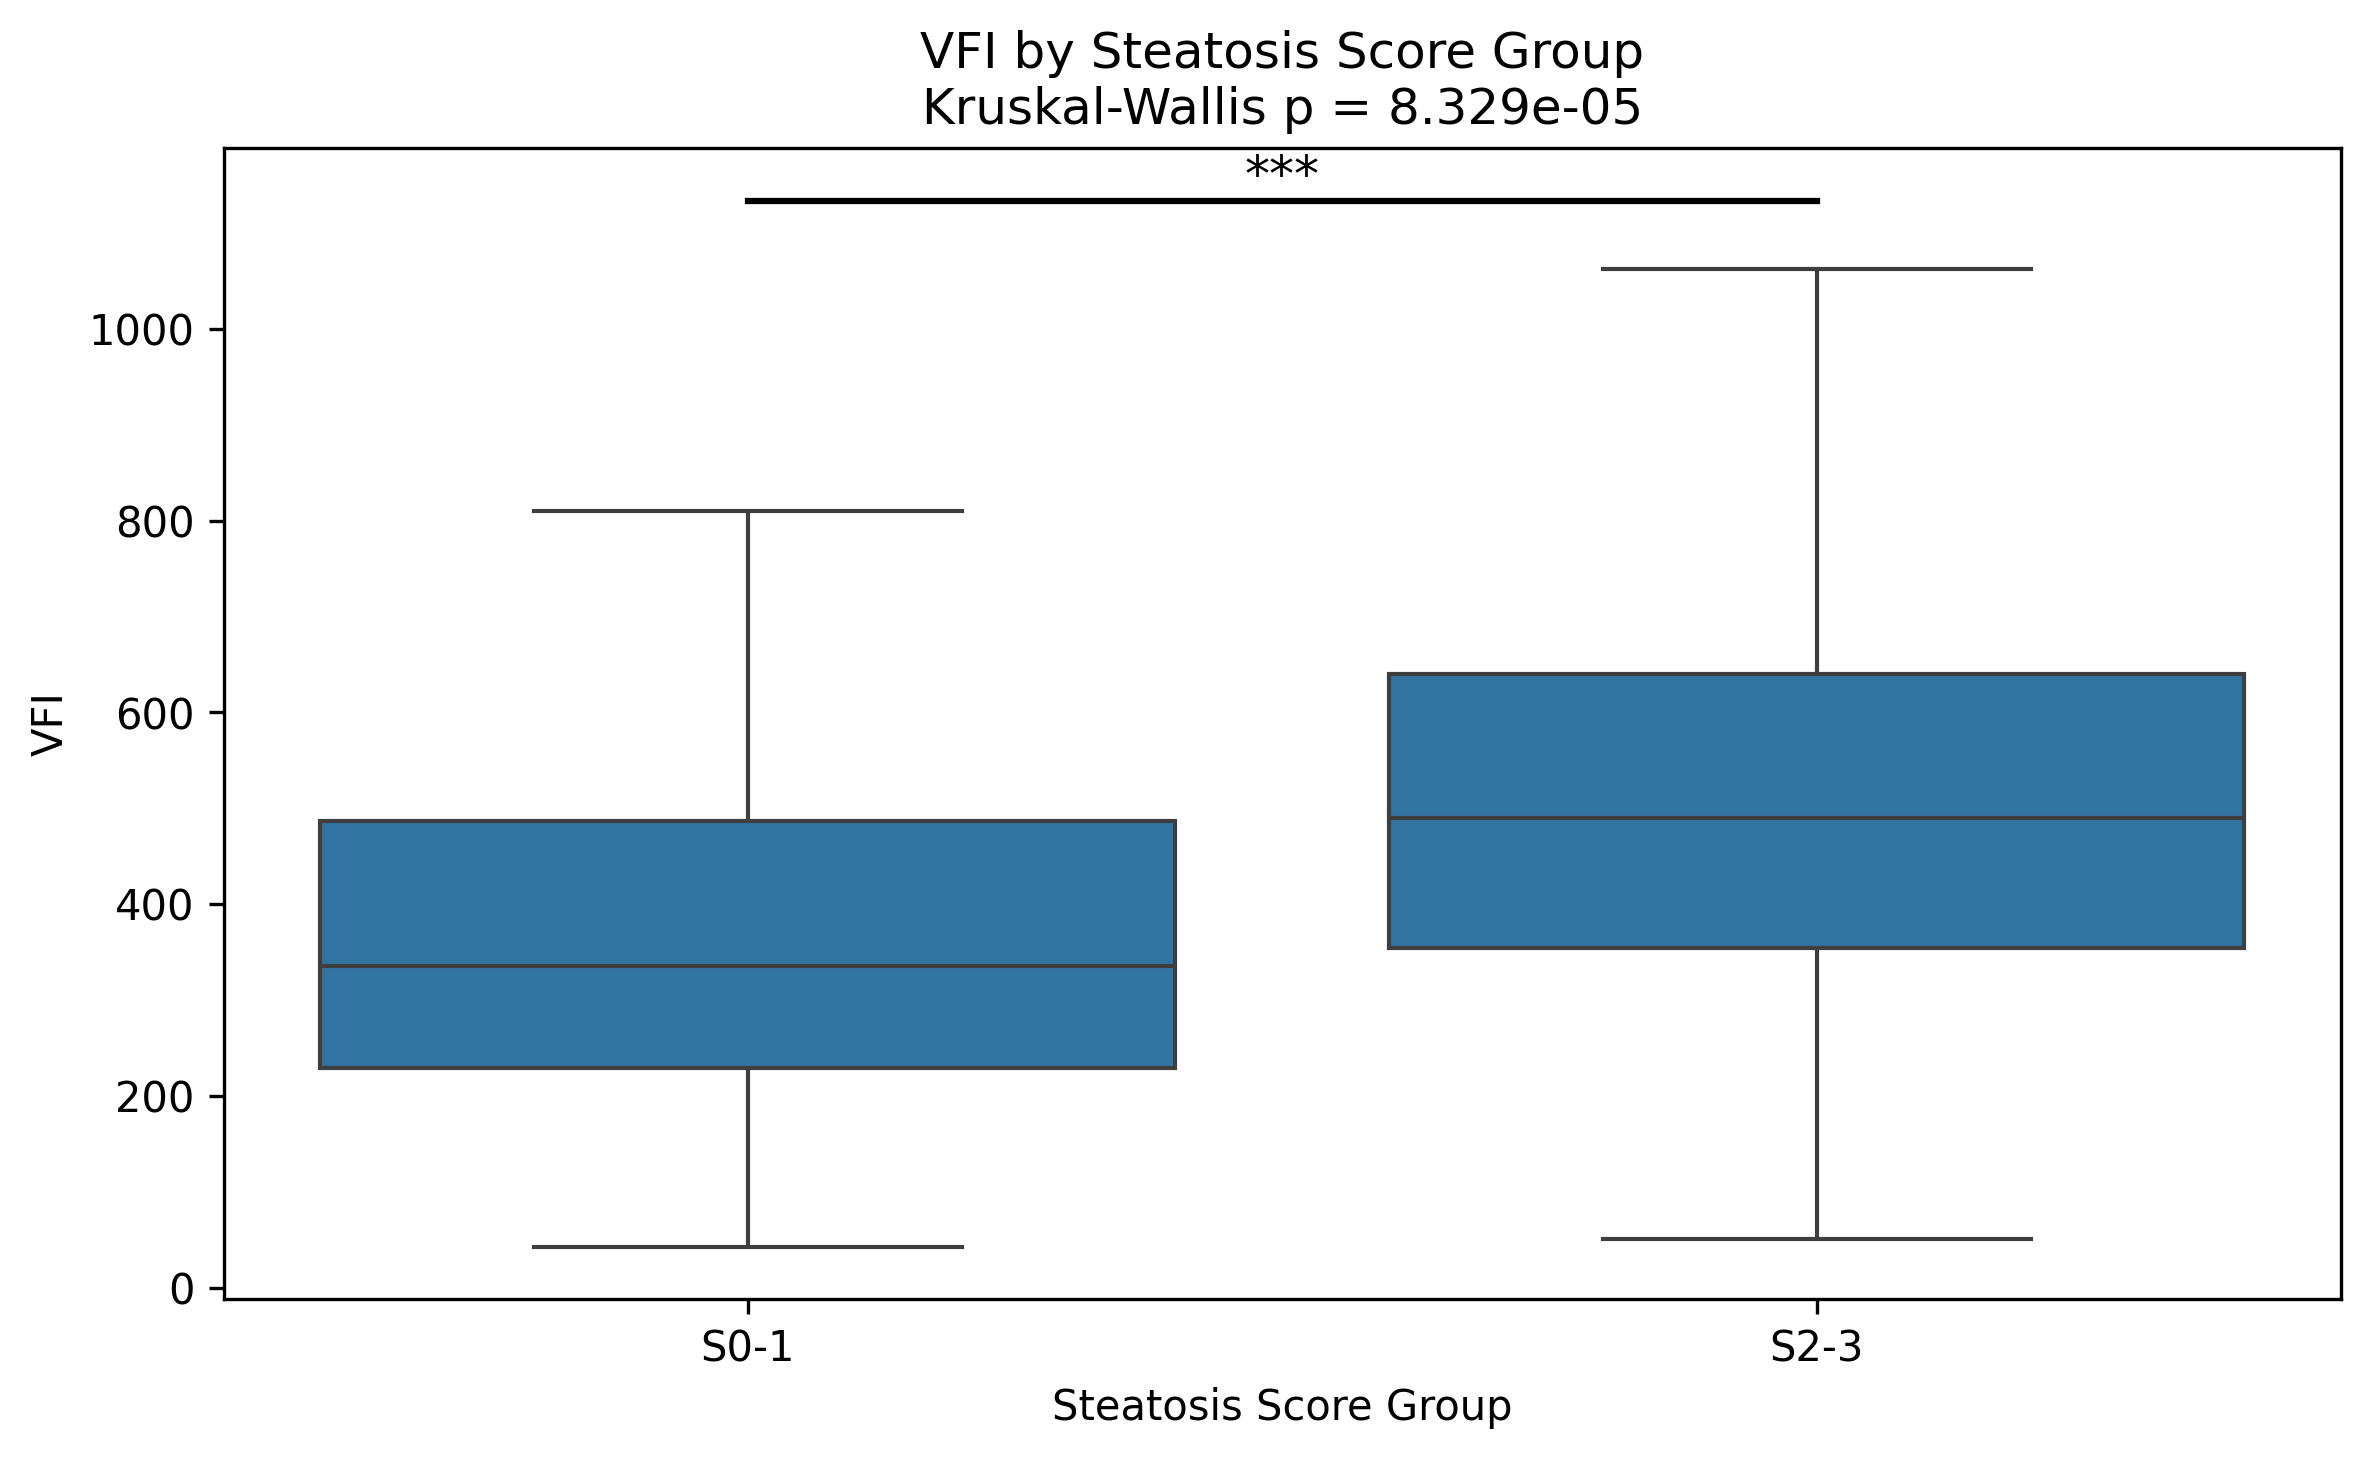 VFI by Steatosis Score Group
Kruskal-Wallis p = 8.329e-05
***
1000
800
600
400
200
0
VFI
S0-1
S2-3
Steatosis Score Group